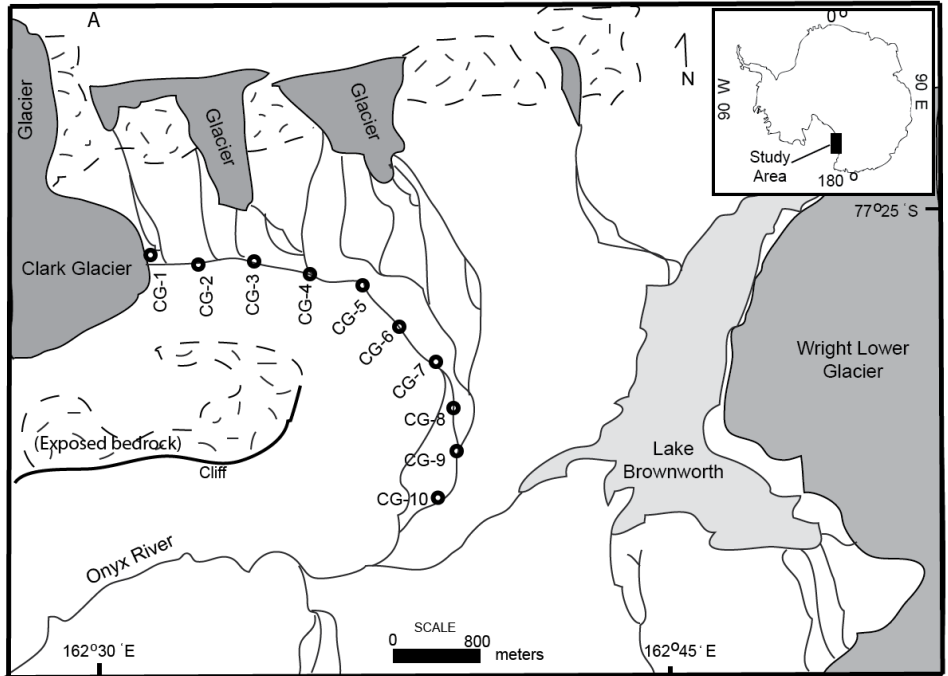 A
N
0°
90 W
90 E
Study
Area
180°
77°25 ' S
Glacier
Glacier
Glacier
Clark Glacier
CG-1
CG-2
CG-3
CG-4
CG-5
CG-6
CG-7
CG-8
CG-9
CG-10
Wright Lower
Glacier
Lake
Brownworth
(Exposed bedrock)
Cliff
Onyx River
162°30 ' E
SCALE
0
800
meters
162°45 ' E